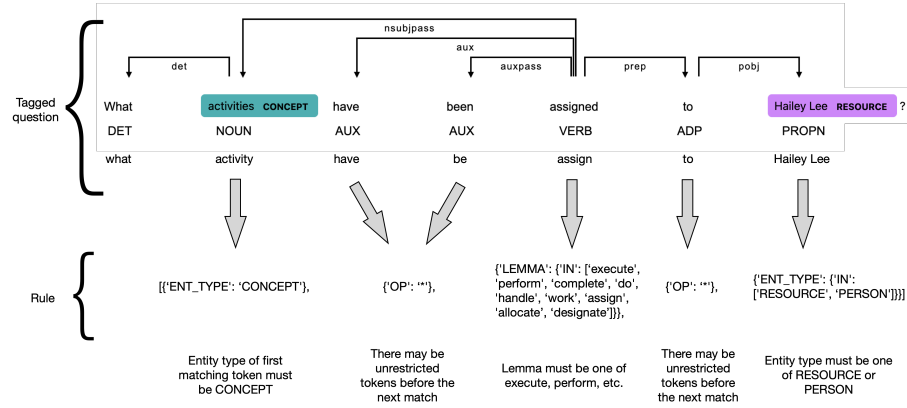 nsubjpass
aux
det
auxpass
prep
pobj
Tagged
question
What activities CONCEPT have been assigned to Hailey Lee RESOURCE ?
DET NOUN AUX AUX VERB ADP PROPN
what activity have be assign to Hailey Lee
Rule
[{'ENT_TYPE': 'CONCEPT'},
{'OP': '*'},
{'LEMMA': {'IN': ['execute',
'perform', 'complete', 'do',
'handle', 'work', 'assign',
'allocate', 'designate']}},
{'OP': '*'},
{'ENT_TYPE': {'IN':
['RESOURCE', 'PERSON']}}]
Entity type of first
matching token must
be CONCEPT
There may be
unrestricted
tokens before the
next match
Lemma must be one of
execute, perform, etc.
There may be
unrestricted
tokens before the
next match
Entity type must be one
of RESOURCE or
PERSON